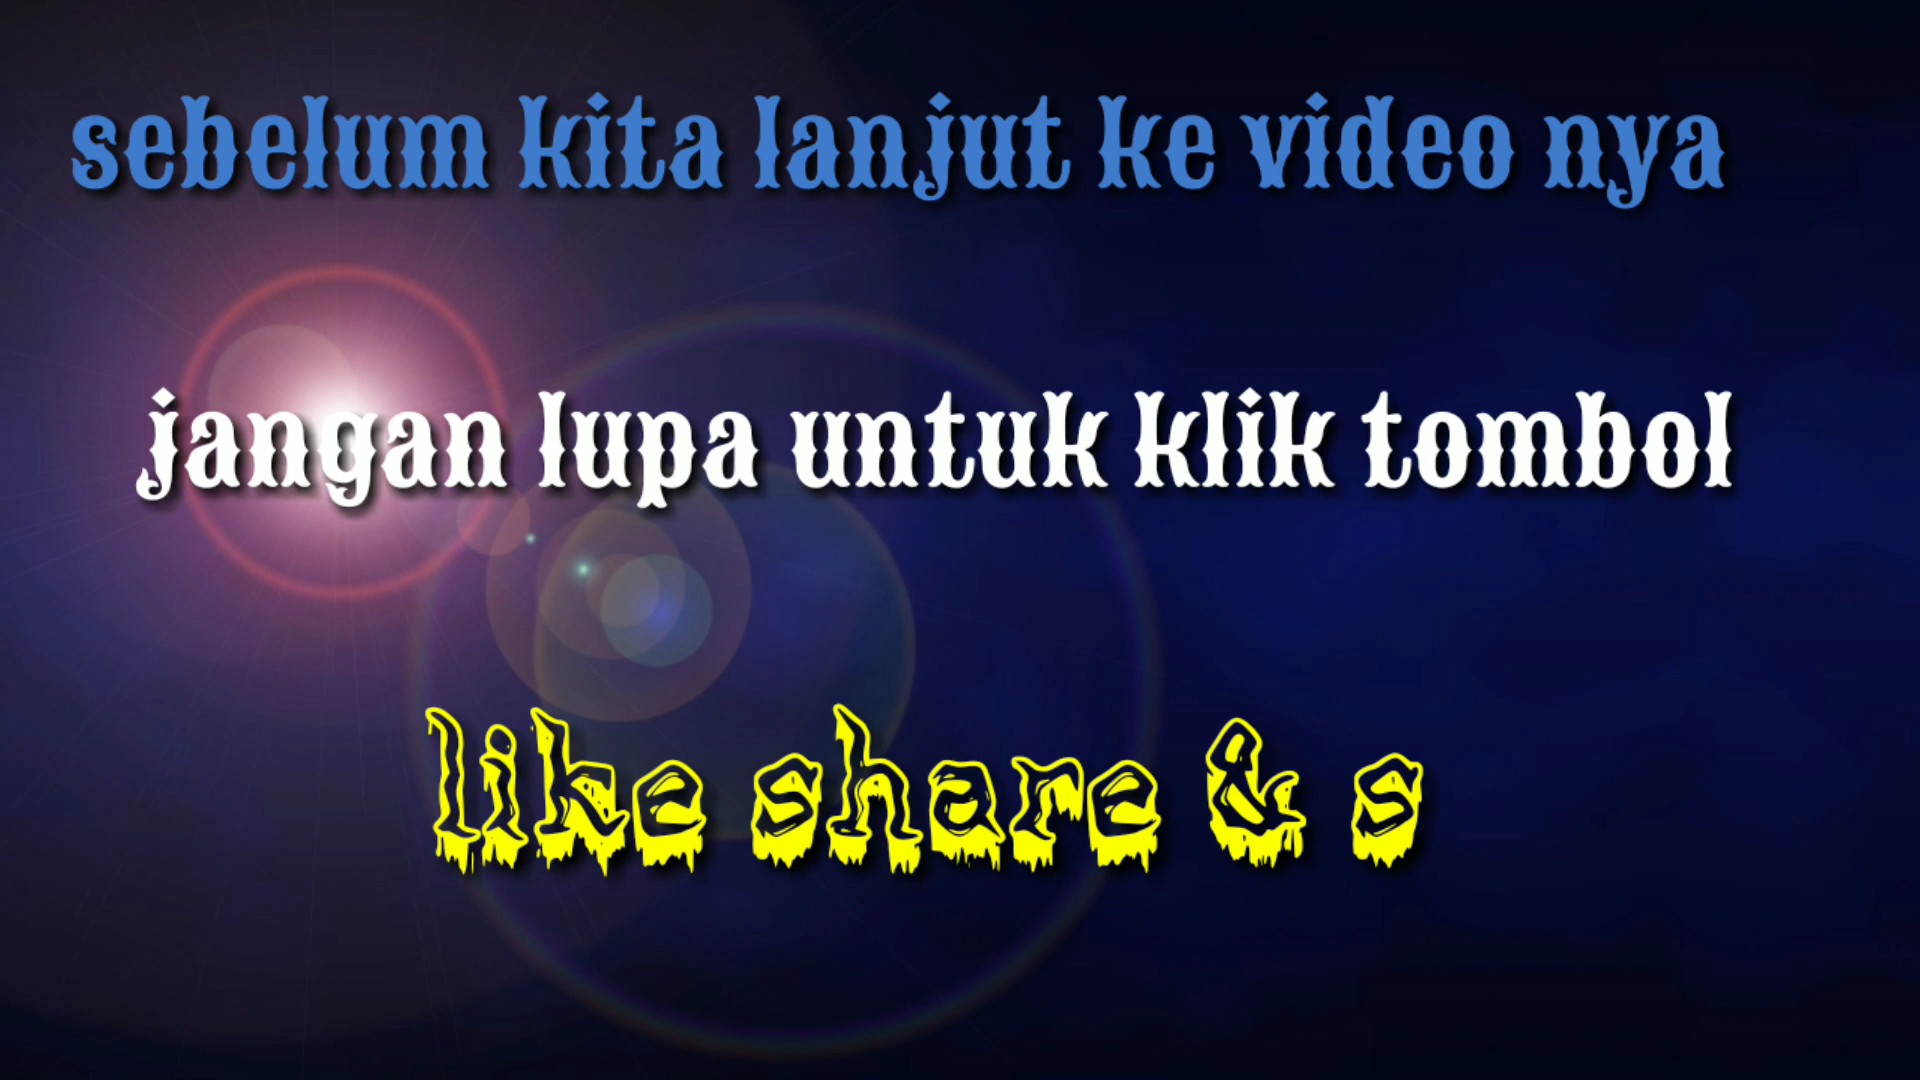 sebelum kita lanjut ke video nya
jangan lupa untuk klik tombol
like share & s